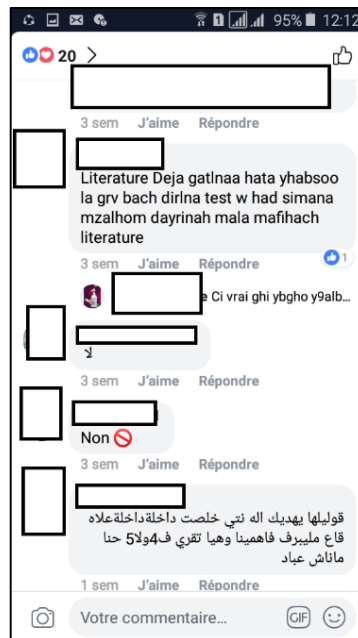 95% 12:12
20 >
3 sem J'aime Répondre
Literature Deja gatlnaa hata yhabsoo
la grv bach dirlna test w had simana
mzalhom dayrinah mala mafihach
literature
3 sem J'aime Répondre
1
e Ci vrai ghi ybgho y9alb...
لا
3 sem J'aime Répondre
Non
3 sem J'aime Répondre
قوليلها يهديك اله نتي خلصت داخلةداخلةعلاه
قاع مليبرف فاهمينا وهيا تقري ف4ولا5 حنا
ماناش عباد
1 sem J'aime Répondre
Votre commentaire... GIF